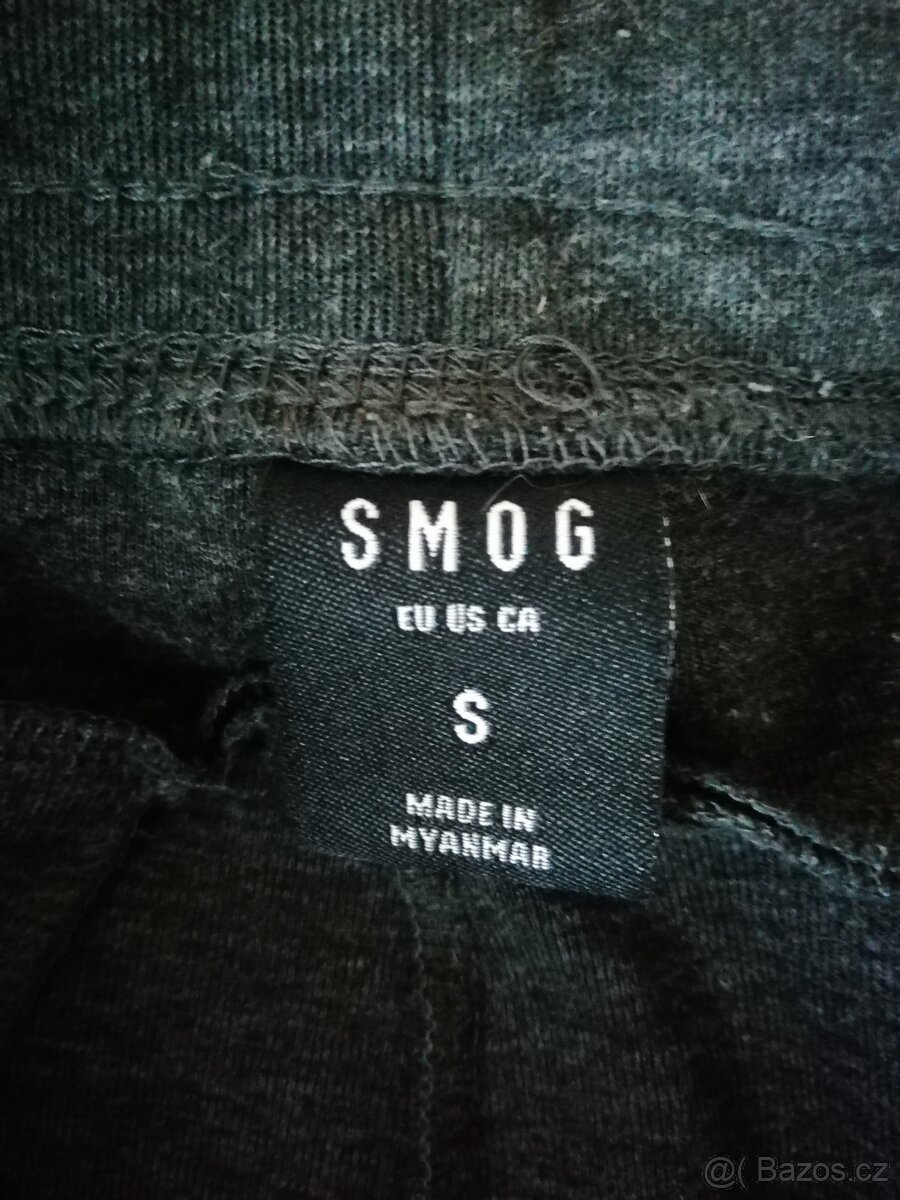 SMOG
EU US CA
S
MADE IN
MYANMAR
@( Bazos.cz